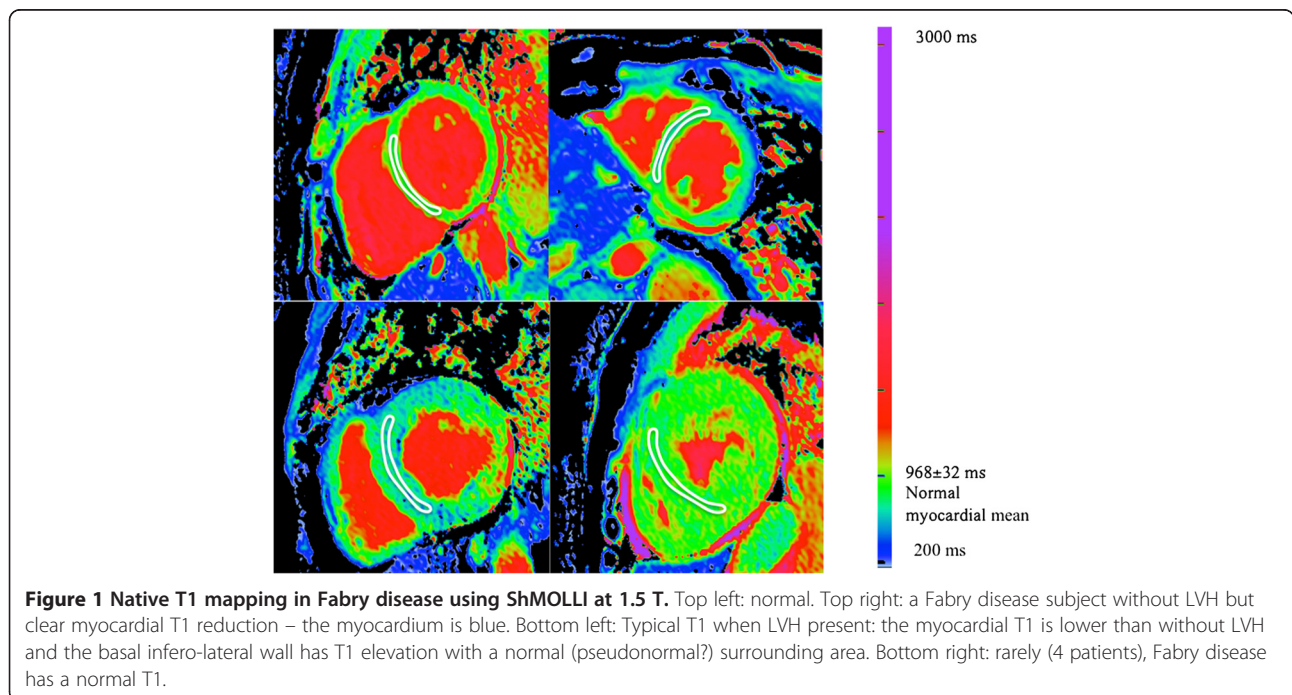 3000 ms
968±32 ms
Normal
myocardial mean
200 ms
Figure 1 Native T1 mapping in Fabry disease using ShMOLLI at 1.5 T. Top left: normal. Top right: a Fabry disease subject without LVH but
clear myocardial T1 reduction – the myocardium is blue. Bottom left: Typical T1 when LVH present: the myocardial T1 is lower than without LVH
and the basal infero-lateral wall has T1 elevation with a normal (pseudonormal?) surrounding area. Bottom right: rarely (4 patients), Fabry disease
has a normal T1.